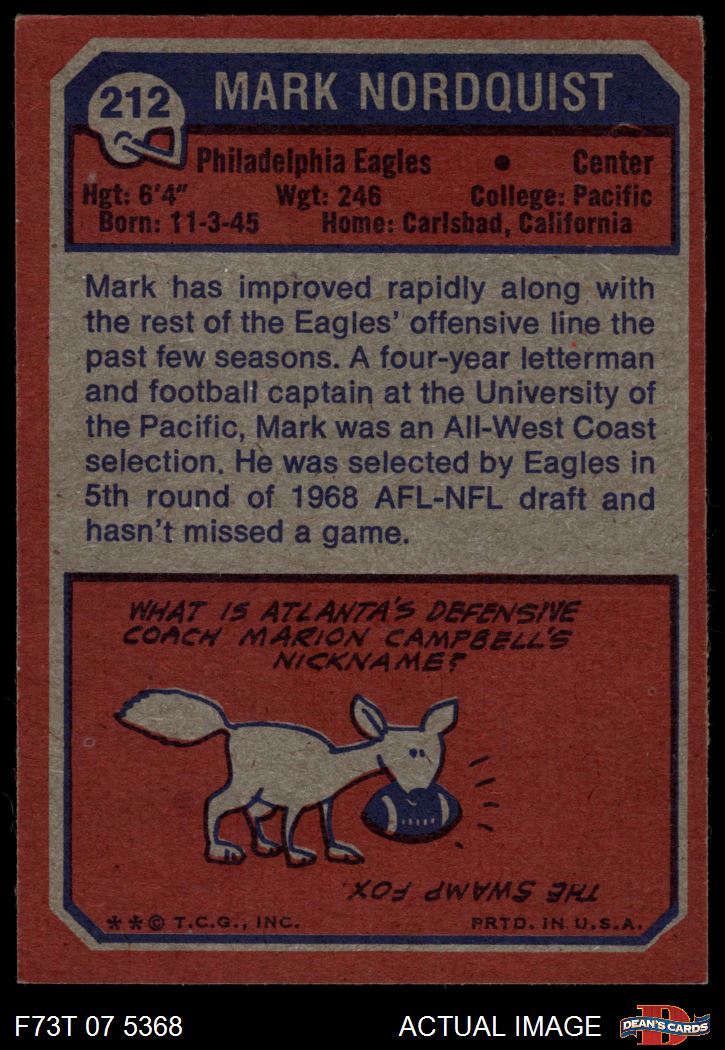 212
MARK NORDQUIST
Philadelphia Eagles • Center
Hgt: 6'4" Wgt: 246 College: Pacific
Born: 11-3-45 Home: Carlsbad, California
Mark has improved rapidly along with
the rest of the Eagles' offensive line the
past few seasons. A four-year letterman
and football captain at the University of
the Pacific, Mark was an All-West Coast
selection. He was selected by Eagles in
5th round of 1968 AFL-NFL draft and
hasn't missed a game.
WHAT IS ATLANTA'S DEFENSIVE
COACH MARION CAMPBELL'S
NICKNAME?
THE SWAMP FOX.
**© T.C.G., INC. PRTD. IN U.S.A.
F73T 07 5368 ACTUAL IMAGE
D
DEAN'S CARDS